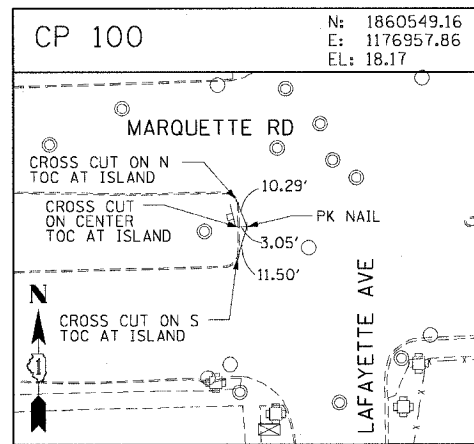 CP 100
N: 1860549.16
E: 1176957.86
EL: 18.17
MARQUETTE RD
CROSS CUT ON N
TOC AT ISLAND
10.29'
CROSS CUT
ON CENTER
TOC AT ISLAND
PK NAIL
3.05'
11.50'
N
CROSS CUT ON S
TOC AT ISLAND
1
LAFAYETTE AVE